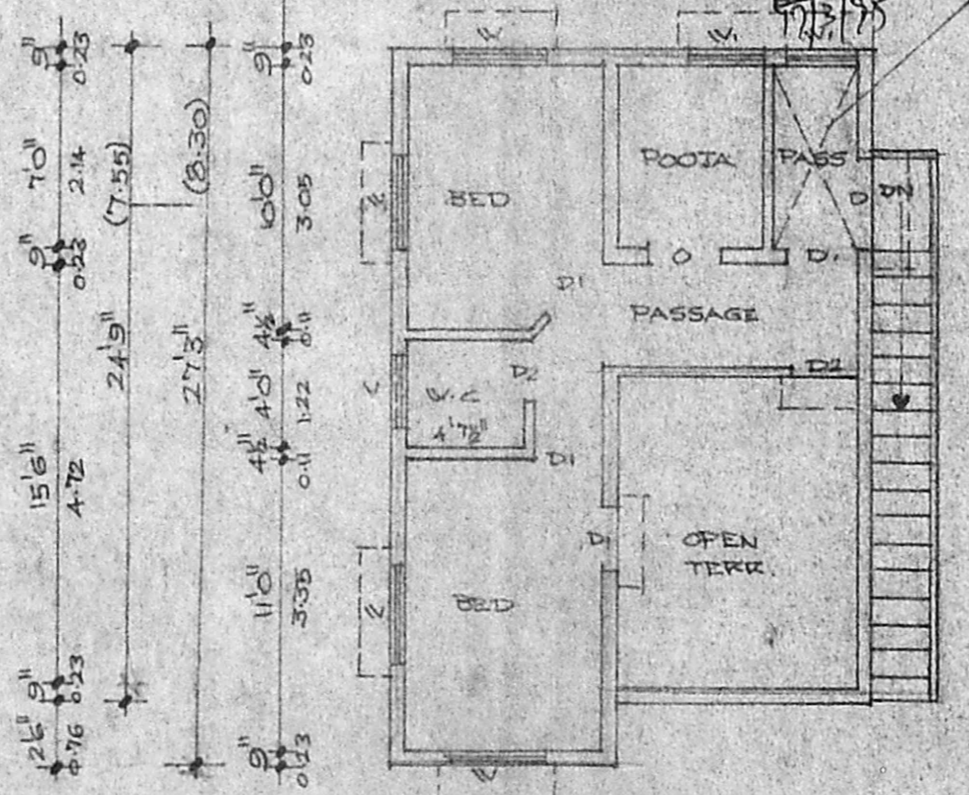 9"
0.23
7'0"
2.14
9"
0.23
15'6"
4.72
9"
0.23
2'6"
0.76
(7.55)
24'9"
(8.30)
27'3"
9"
0.23
10'0"
3.05
4½"
0.11
4'0"
1.22
4½"
0.11
11'0"
3.35
9"
0.23
W
W.
BED
POOJA
PASS
D
DN
W
O
D.
D1
PASSAGE
D2
D2
W.C
4'7½"
D1
D
OPEN
TERR.
BED
W
W